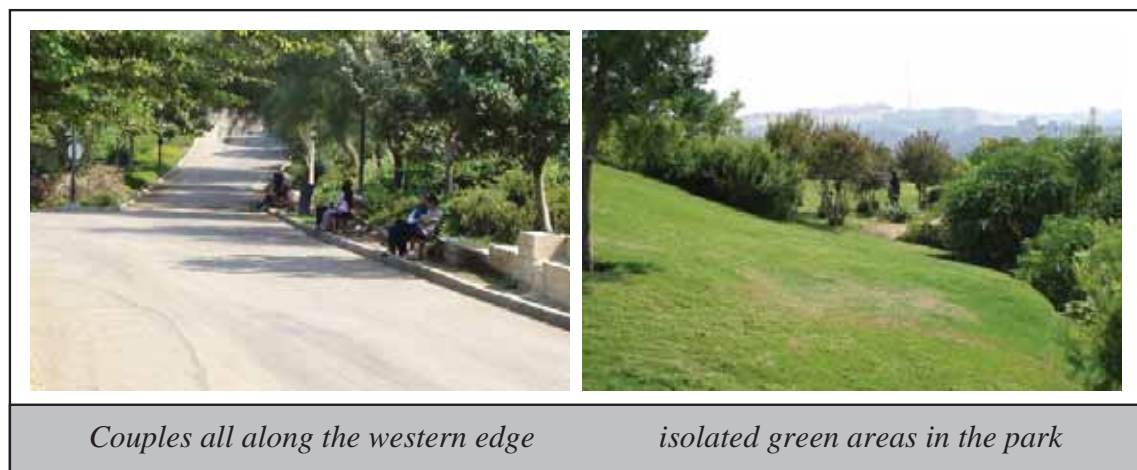 Couples all along the western edge
isolated green areas in the park